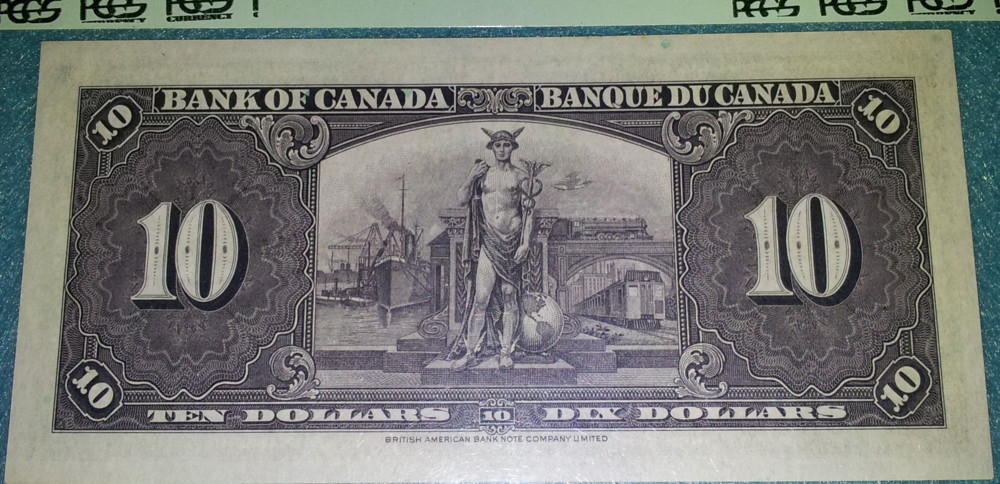 PCGS PCGS PCGS PCGS PCGS
CURRENCY
10 BANK OF CANADA BANQUE DU CANADA 10
10 10
10 TEN DOLLARS 10 DIX DOLLARS 10
BRITISH AMERICAN BANK NOTE COMPANY LIMITED